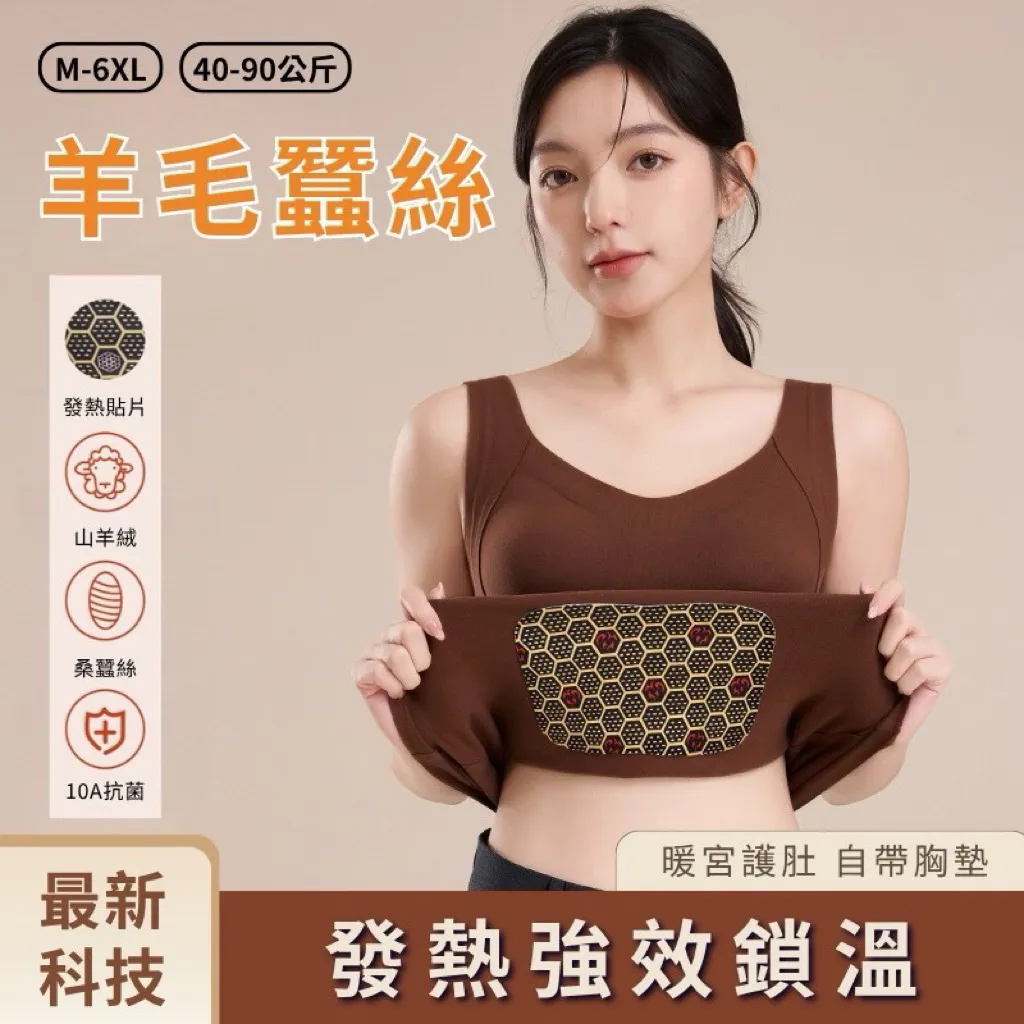 M-6XL
40-90公斤
羊毛蠶絲
發熱貼片
山羊絨
桑蠶絲
10A抗菌
暖宮護肚 自帶胸墊
最新
科技
發熱強效鎖溫